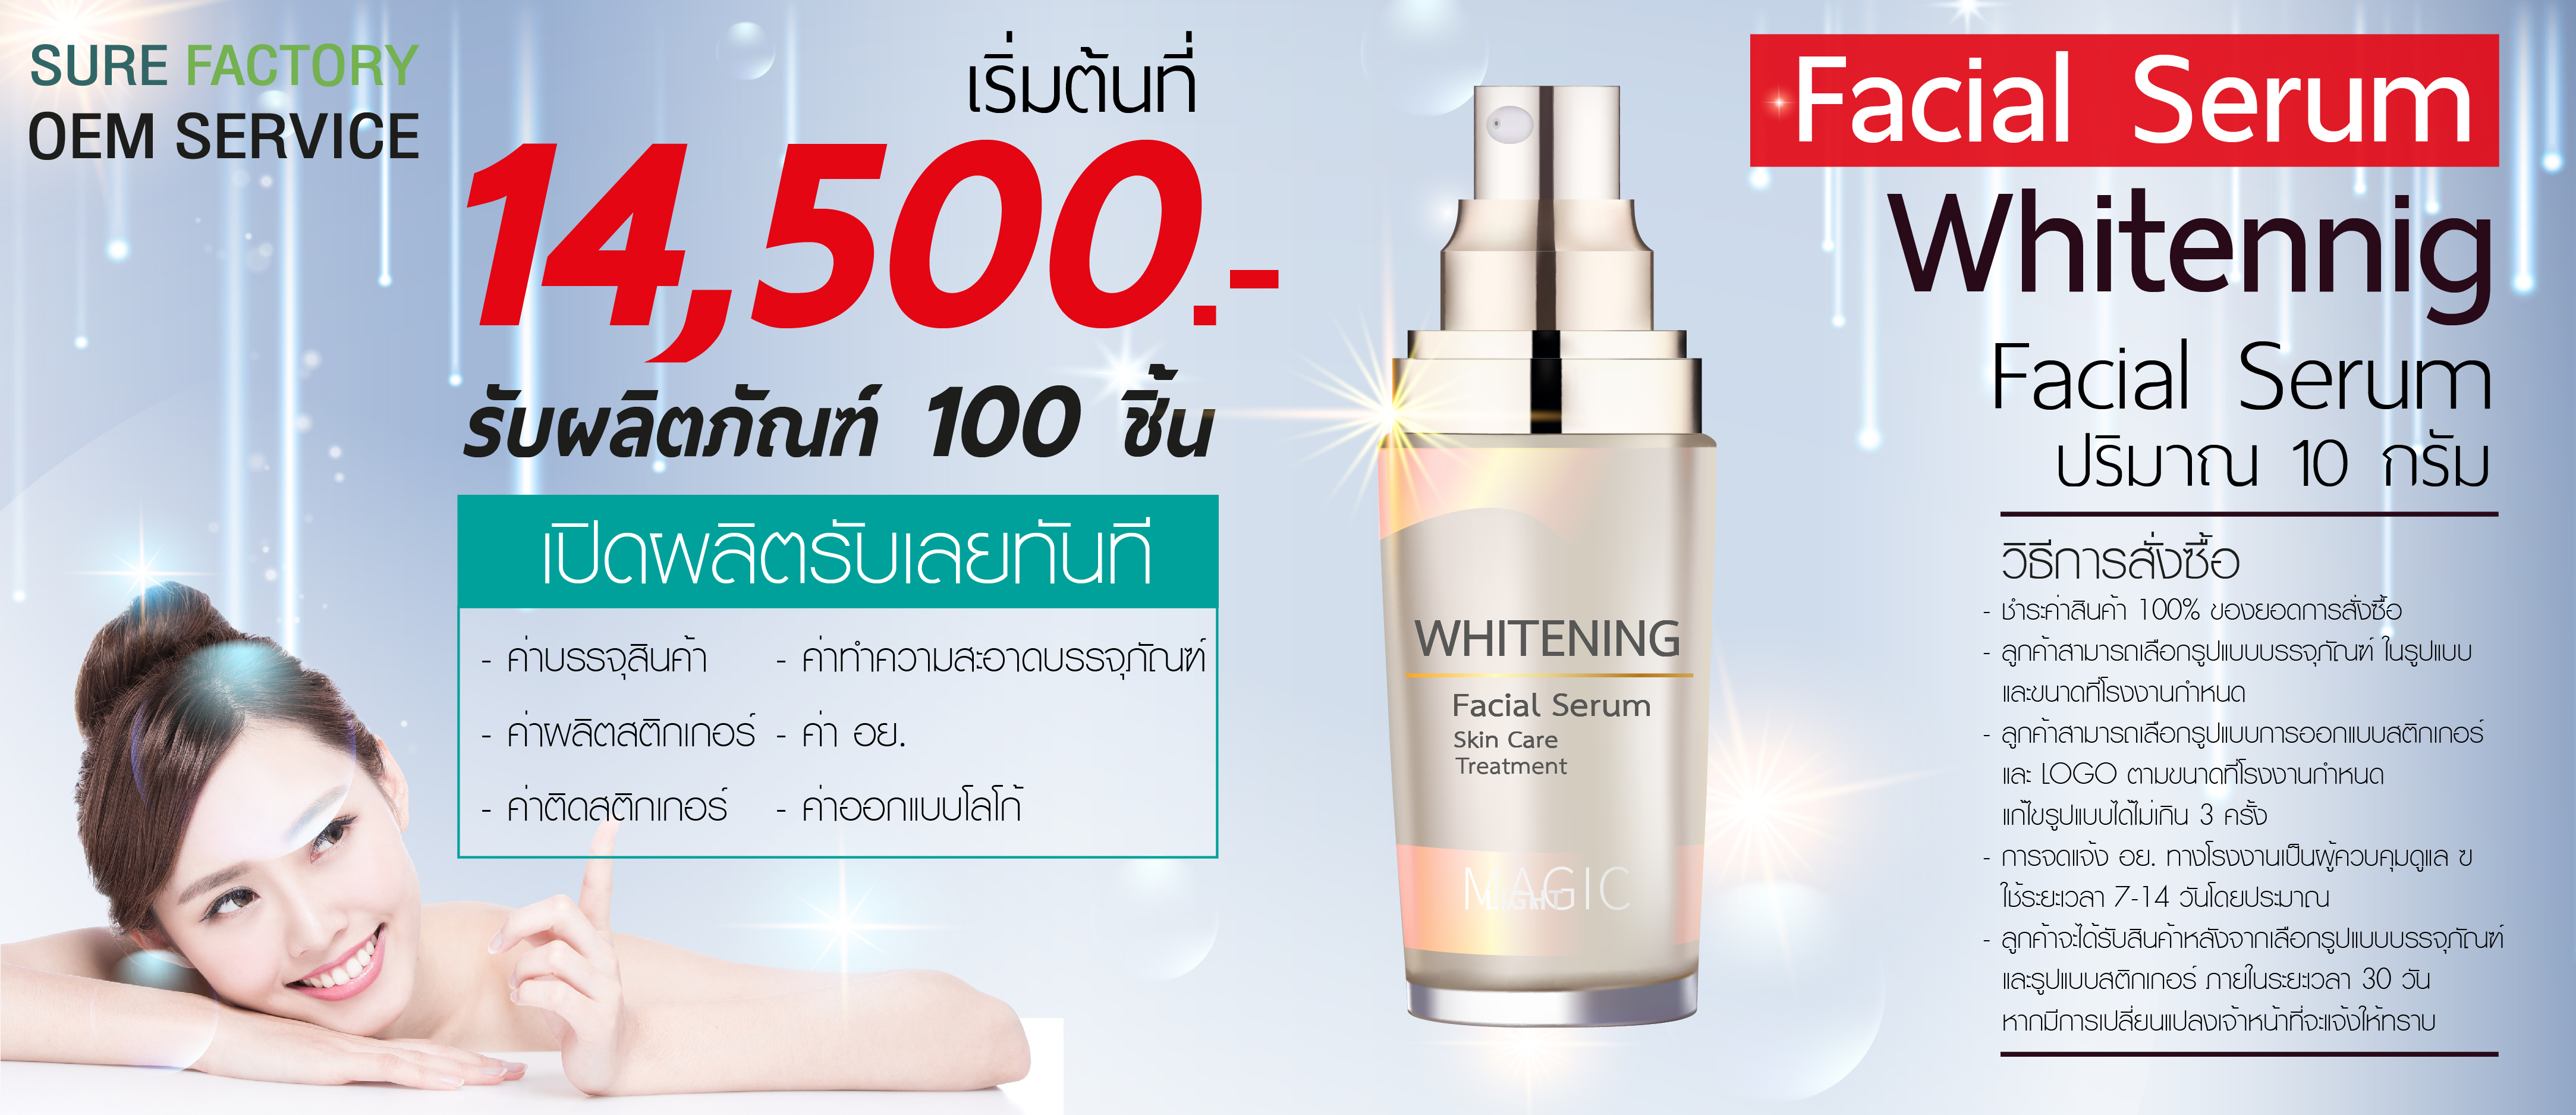 SURE FACTORY
OEM SERVICE
เริ่มต้นที่
14,500.-
รับผลิตภัณฑ์ 100 ชิ้น
เปิดผลิตรับเลยทันที
- ค่าบรรจุสินค้า
- ค่าทำความสะอาดบรรจุภัณฑ์
- ค่าผลิตสติกเกอร์
- ค่า อย.
- ค่าติดสติกเกอร์
- ค่าออกแบบโลโก้
WHITENING
Facial Serum
Skin Care
Treatment
MAGIC
LIGHT
Facial Serum
Whitennig
Facial Serum
ปริมาณ 10 กรัม
วิธีการสั่งซื้อ
- ชำระค่าสินค้า 100% ของยอดการสั่งซื้อ
- ลูกค้าสามารถเลือกรูปแบบบรรจุภัณฑ์ ในรูปแบบ
และขนาดที่โรงงานกำหนด
- ลูกค้าสามารถเลือกรูปแบบการออกแบบสติกเกอร์
และ LOGO ตามขนาดที่โรงงานกำหนด
แก้ไขรูปแบบได้ไม่เกิน 3 ครั้ง
- การจดแจ้ง อย. ทางโรงงานเป็นผู้ควบคุมดูแล ข
ใช้ระยะเวลา 7-14 วันโดยประมาณ
- ลูกค้าจะได้รับสินค้าหลังจากเลือกรูปแบบบรรจุภัณฑ์
และรูปแบบสติกเกอร์ ภายในระยะเวลา 30 วัน
หากมีการเปลี่ยนแปลงเจ้าหน้าที่จะแจ้งให้ทราบ